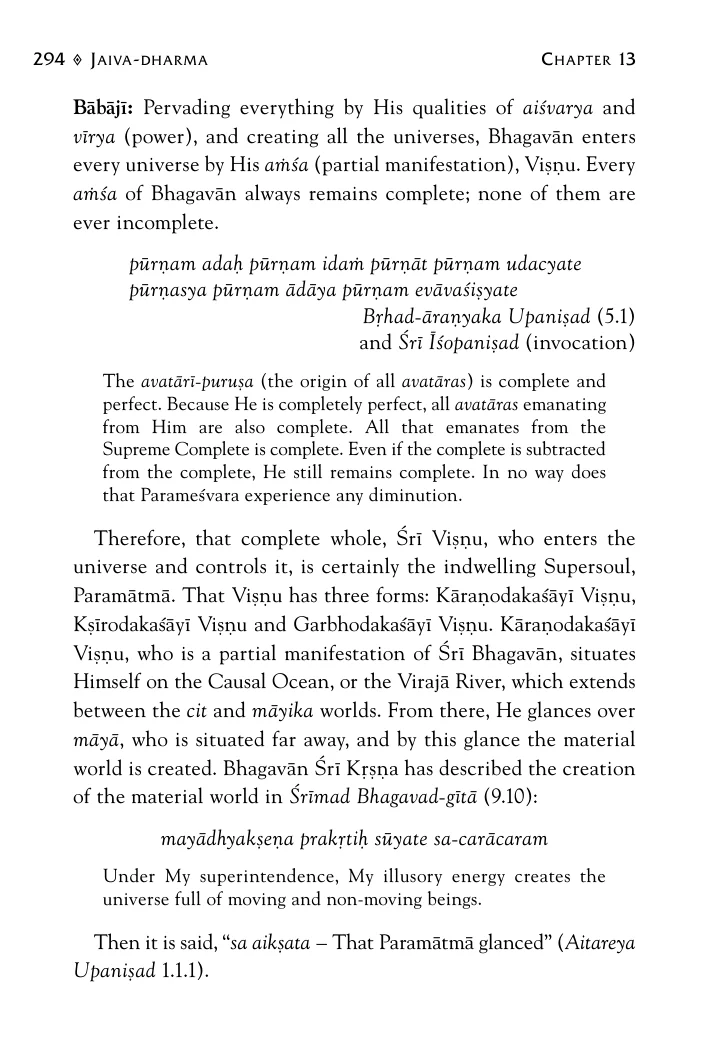 294 ◊ Jaiva-dharma Chapter 13
Bābājī: Pervading everything by His qualities of aiśvarya and
vīrya (power), and creating all the universes, Bhagavān enters
every universe by His aṁśa (partial manifestation), Viṣṇu. Every
aṁśa of Bhagavān always remains complete; none of them are
ever incomplete.
pūrṇam adaḥ pūrṇam idaṁ pūrṇāt pūrṇam udacyate
pūrṇasya pūrṇam ādāya pūrṇam evāvaśiṣyate
Bṛhad-āraṇyaka Upaniṣad (5.1)
and Śrī Īśopaniṣad (invocation)
The avatārī-puruṣa (the origin of all avatāras) is complete and
perfect. Because He is completely perfect, all avatāras emanating
from Him are also complete. All that emanates from the
Supreme Complete is complete. Even if the complete is subtracted
from the complete, He still remains complete. In no way does
that Parameśvara experience any diminution.
Therefore, that complete whole, Śrī Viṣṇu, who enters the
universe and controls it, is certainly the indwelling Supersoul,
Paramātmā. That Viṣṇu has three forms: Kāraṇodakaśāyī Viṣṇu,
Kṣīrodakaśāyī Viṣṇu and Garbhodakaśāyī Viṣṇu. Kāraṇodakaśāyī
Viṣṇu, who is a partial manifestation of Śrī Bhagavān, situates
Himself on the Causal Ocean, or the Virajā River, which extends
between the cit and māyika worlds. From there, He glances over
māyā, who is situated far away, and by this glance the material
world is created. Bhagavān Śrī Kṛṣṇa has described the creation
of the material world in Śrīmad Bhagavad-gītā (9.10):
mayādhyakṣeṇa prakṛtiḥ sūyate sa-carācaram
Under My superintendence, My illusory energy creates the
universe full of moving and non-moving beings.
Then it is said, “sa aikṣata – That Paramātmā glanced” (Aitareya
Upaniṣad 1.1.1).